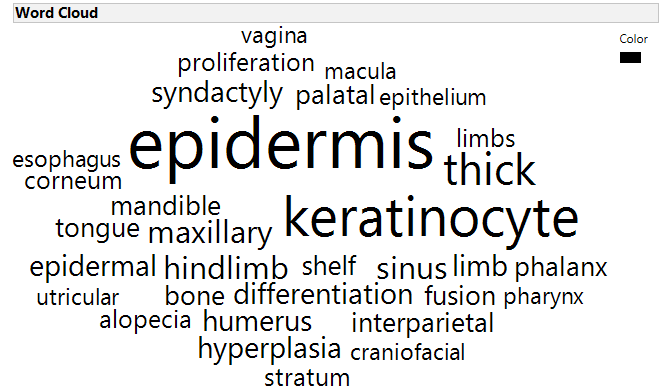 Word Cloud
Color
vagina
proliferation
macula
syndactyly palatal epithelium
epidermis
limbs
esophagus
thick
corneum
mandible
keratinocyte
tongue maxillary
epidermal hindlimb shelf sinus limb phalanx
utricular bone differentiation fusion pharynx
alopecia humerus interparietal
hyperplasia craniofacial
stratum